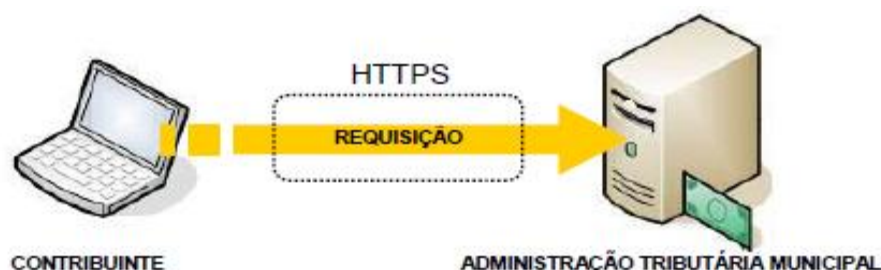 HTTPS
REQUISIÇÃO
CONTRIBUINTE
ADMINISTRAÇÃO TRIBUTÁRIA MUNICIPAL